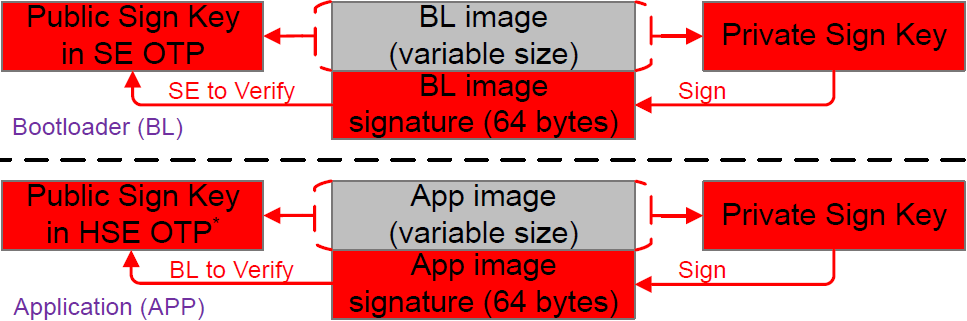 Public Sign Key
in SE OTP
BL image
(variable size)
Private Sign Key
SE to Verify
BL image
signature (64 bytes)
Sign
Bootloader (BL)
Public Sign Key
in HSE OTP*
App image
(variable size)
Private Sign Key
BL to Verify
App image
signature (64 bytes)
Sign
Application (APP)